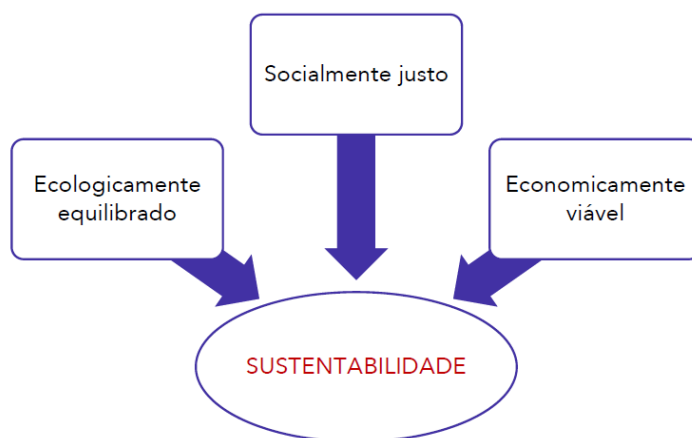 Socialmente justo
Ecologicamente
equilibrado
Economicamente
viável
SUSTENTABILIDADE